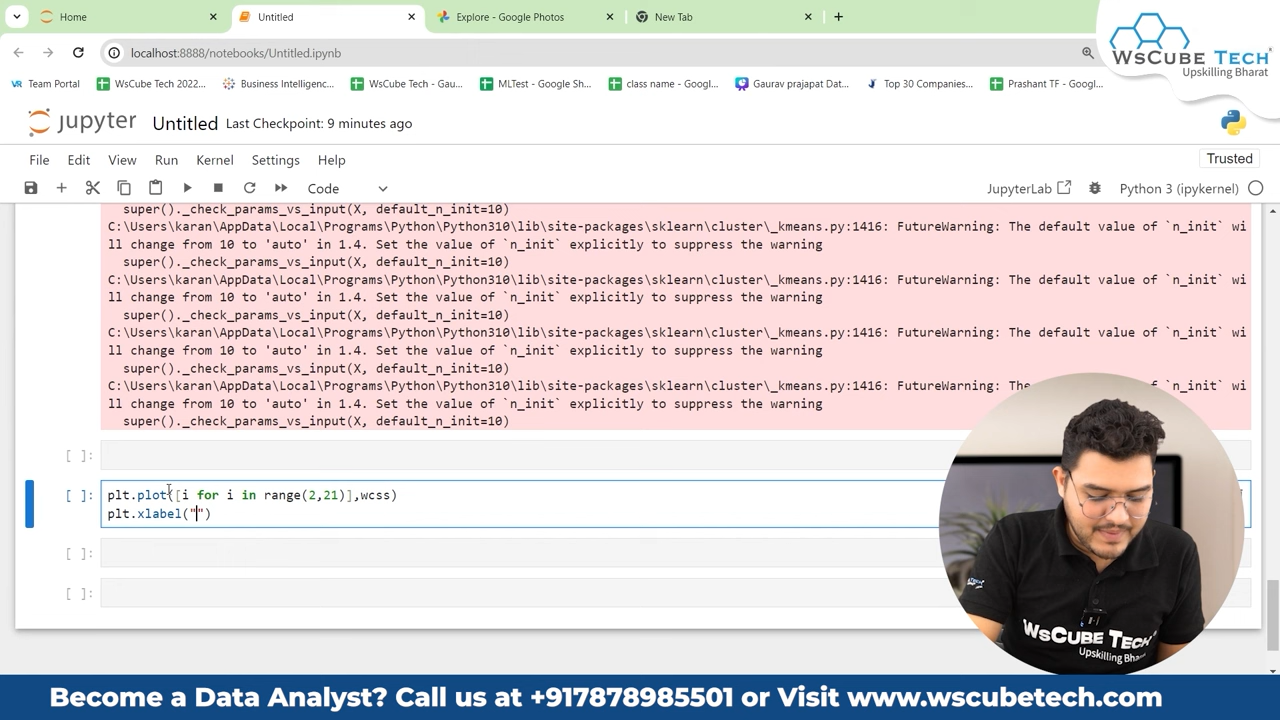 Home
Untitled
Explore - Google Photos
New Tab
localhost:8888/notebooks/Untitled.ipynb
WsCube Tech
Upskilling Bharat
Team Portal
WsCube Tech 2022...
Business Intelligenc...
WsCube Tech - Gau...
MLTest - Google Sh...
class name - Googl...
Gaurav prajapat Dat...
Top 30 Companies...
Prashant TF - Googl...
jupyter Untitled Last Checkpoint: 9 minutes ago
File Edit View Run Kernel Settings Help
Trusted
Code
JupyterLab
Python 3 (ipykernel)
super()._check_params_vs_input(X, default_n_init=10)
C:\Users\karan\AppData\Local\Programs\Python\Python310\lib\site-packages\sklearn\cluster\_kmeans.py:1416: FutureWarning: The default value of `n_init` wi
ll change from 10 to 'auto' in 1.4. Set the value of `n_init` explicitly to suppress the warning
super()._check_params_vs_input(X, default_n_init=10)
C:\Users\karan\AppData\Local\Programs\Python\Python310\lib\site-packages\sklearn\cluster\_kmeans.py:1416: FutureWarning: The default value of `n_init` wi
ll change from 10 to 'auto' in 1.4. Set the value of `n_init` explicitly to suppress the warning
super()._check_params_vs_input(X, default_n_init=10)
C:\Users\karan\AppData\Local\Programs\Python\Python310\lib\site-packages\sklearn\cluster\_kmeans.py:1416: FutureWarning: The default value of `n_init` wi
ll change from 10 to 'auto' in 1.4. Set the value of `n_init` explicitly to suppress the warning
super()._check_params_vs_input(X, default_n_init=10)
C:\Users\karan\AppData\Local\Programs\Python\Python310\lib\site-packages\sklearn\cluster\_kmeans.py:1416: FutureWarning: The of `n_init` wi
ll change from 10 to 'auto' in 1.4. Set the value of `n_init` explicitly to suppress the warning
super()._check_params_vs_input(X, default_n_init=10)
[ ]:
[ ]: plt.plot([i for i in range(2,21)],wcss)
plt.xlabel("")
[ ]:
[ ]:
WsCube Tech
Upskilling
Become a Data Analyst? Call us at +917878985501 or Visit www.wscubetech.com